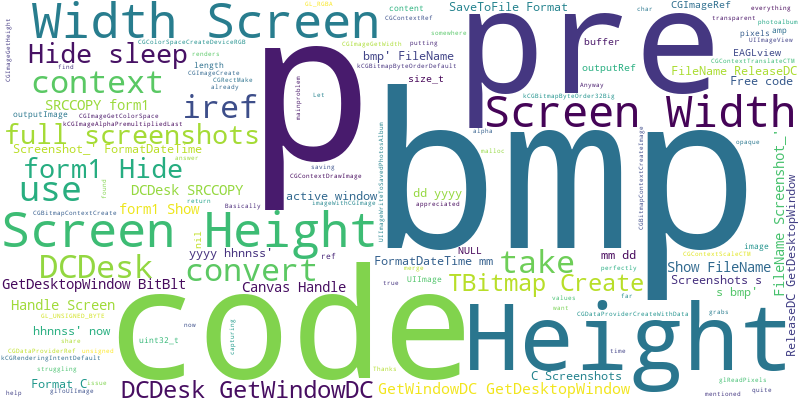 Width Screen
pre
p
bmp
code
Height
Screen Width
Screen Height
Hide sleep
context
iref
SRCCOPY form1
full screenshots
Screenshot_' FormatDateTime
form1 Hide
use
DCDesk SRCCOPY
form1 Show
yyyy hhnnss'
DCDesk
convert
GetDesktopWindow BitBlt
Canvas Handle
Handle Screen
hhnnss' now
uint32_t
Format C
DCDesk GetWindowDC
GetWindowDC GetDesktopWindow
C Screenshots
TBitmap Create
take
FormatDateTime mm
NULL
mm dd
Show FileName
Screenshots s
s bmp'
dd yyyy
active window
bmp' FileName
size_t
SaveToFile Format
content
CGContextRef
CGImageRef
buffer
outputRef
pixels
amp
EAGLview
UIImageView
photoalbum
transparent
everything
char
somewhere
putting
FileName ReleaseDC
Free code
CGContextTranslateCTM
kCGBitmapByteOrderDefault
kCGBitmapByteOrder32Big
Anyway
CGImageGetHeight
GL_RGBA
CGColorSpaceCreateDeviceRGB
CGImageGetWidth
renders
find
length
CGImageCreate
CGRectMake
already
outputImage
CGImageGetColorSpace
kCGImageAlphaPremultipliedLast
mainproblem
Let
saving
CGContextDrawImage
answer
found
return
Basically
imageWithCGImage
UIImageWriteToSavedPhotosAlbum
appreciated
alpha
malloc
CGBitmapContextCreateImage
opaque
CGBitmapContextCreate
nil
ref
merge
perfectly
true
UIImage
CGContextScaleCTM
image
values
far
want
CGDataProviderCreateWithData
grabs
FileName Screenshot_'
ReleaseDC GetDesktopWindow
GL_UNSIGNED_BYTE
share
CGDataProviderRef
unsigned
kCGRenderingIntentDefault
struggling
issue
glToUIImage
help
now
capturing
Thanks
time
glReadPixels
mentioned
quite